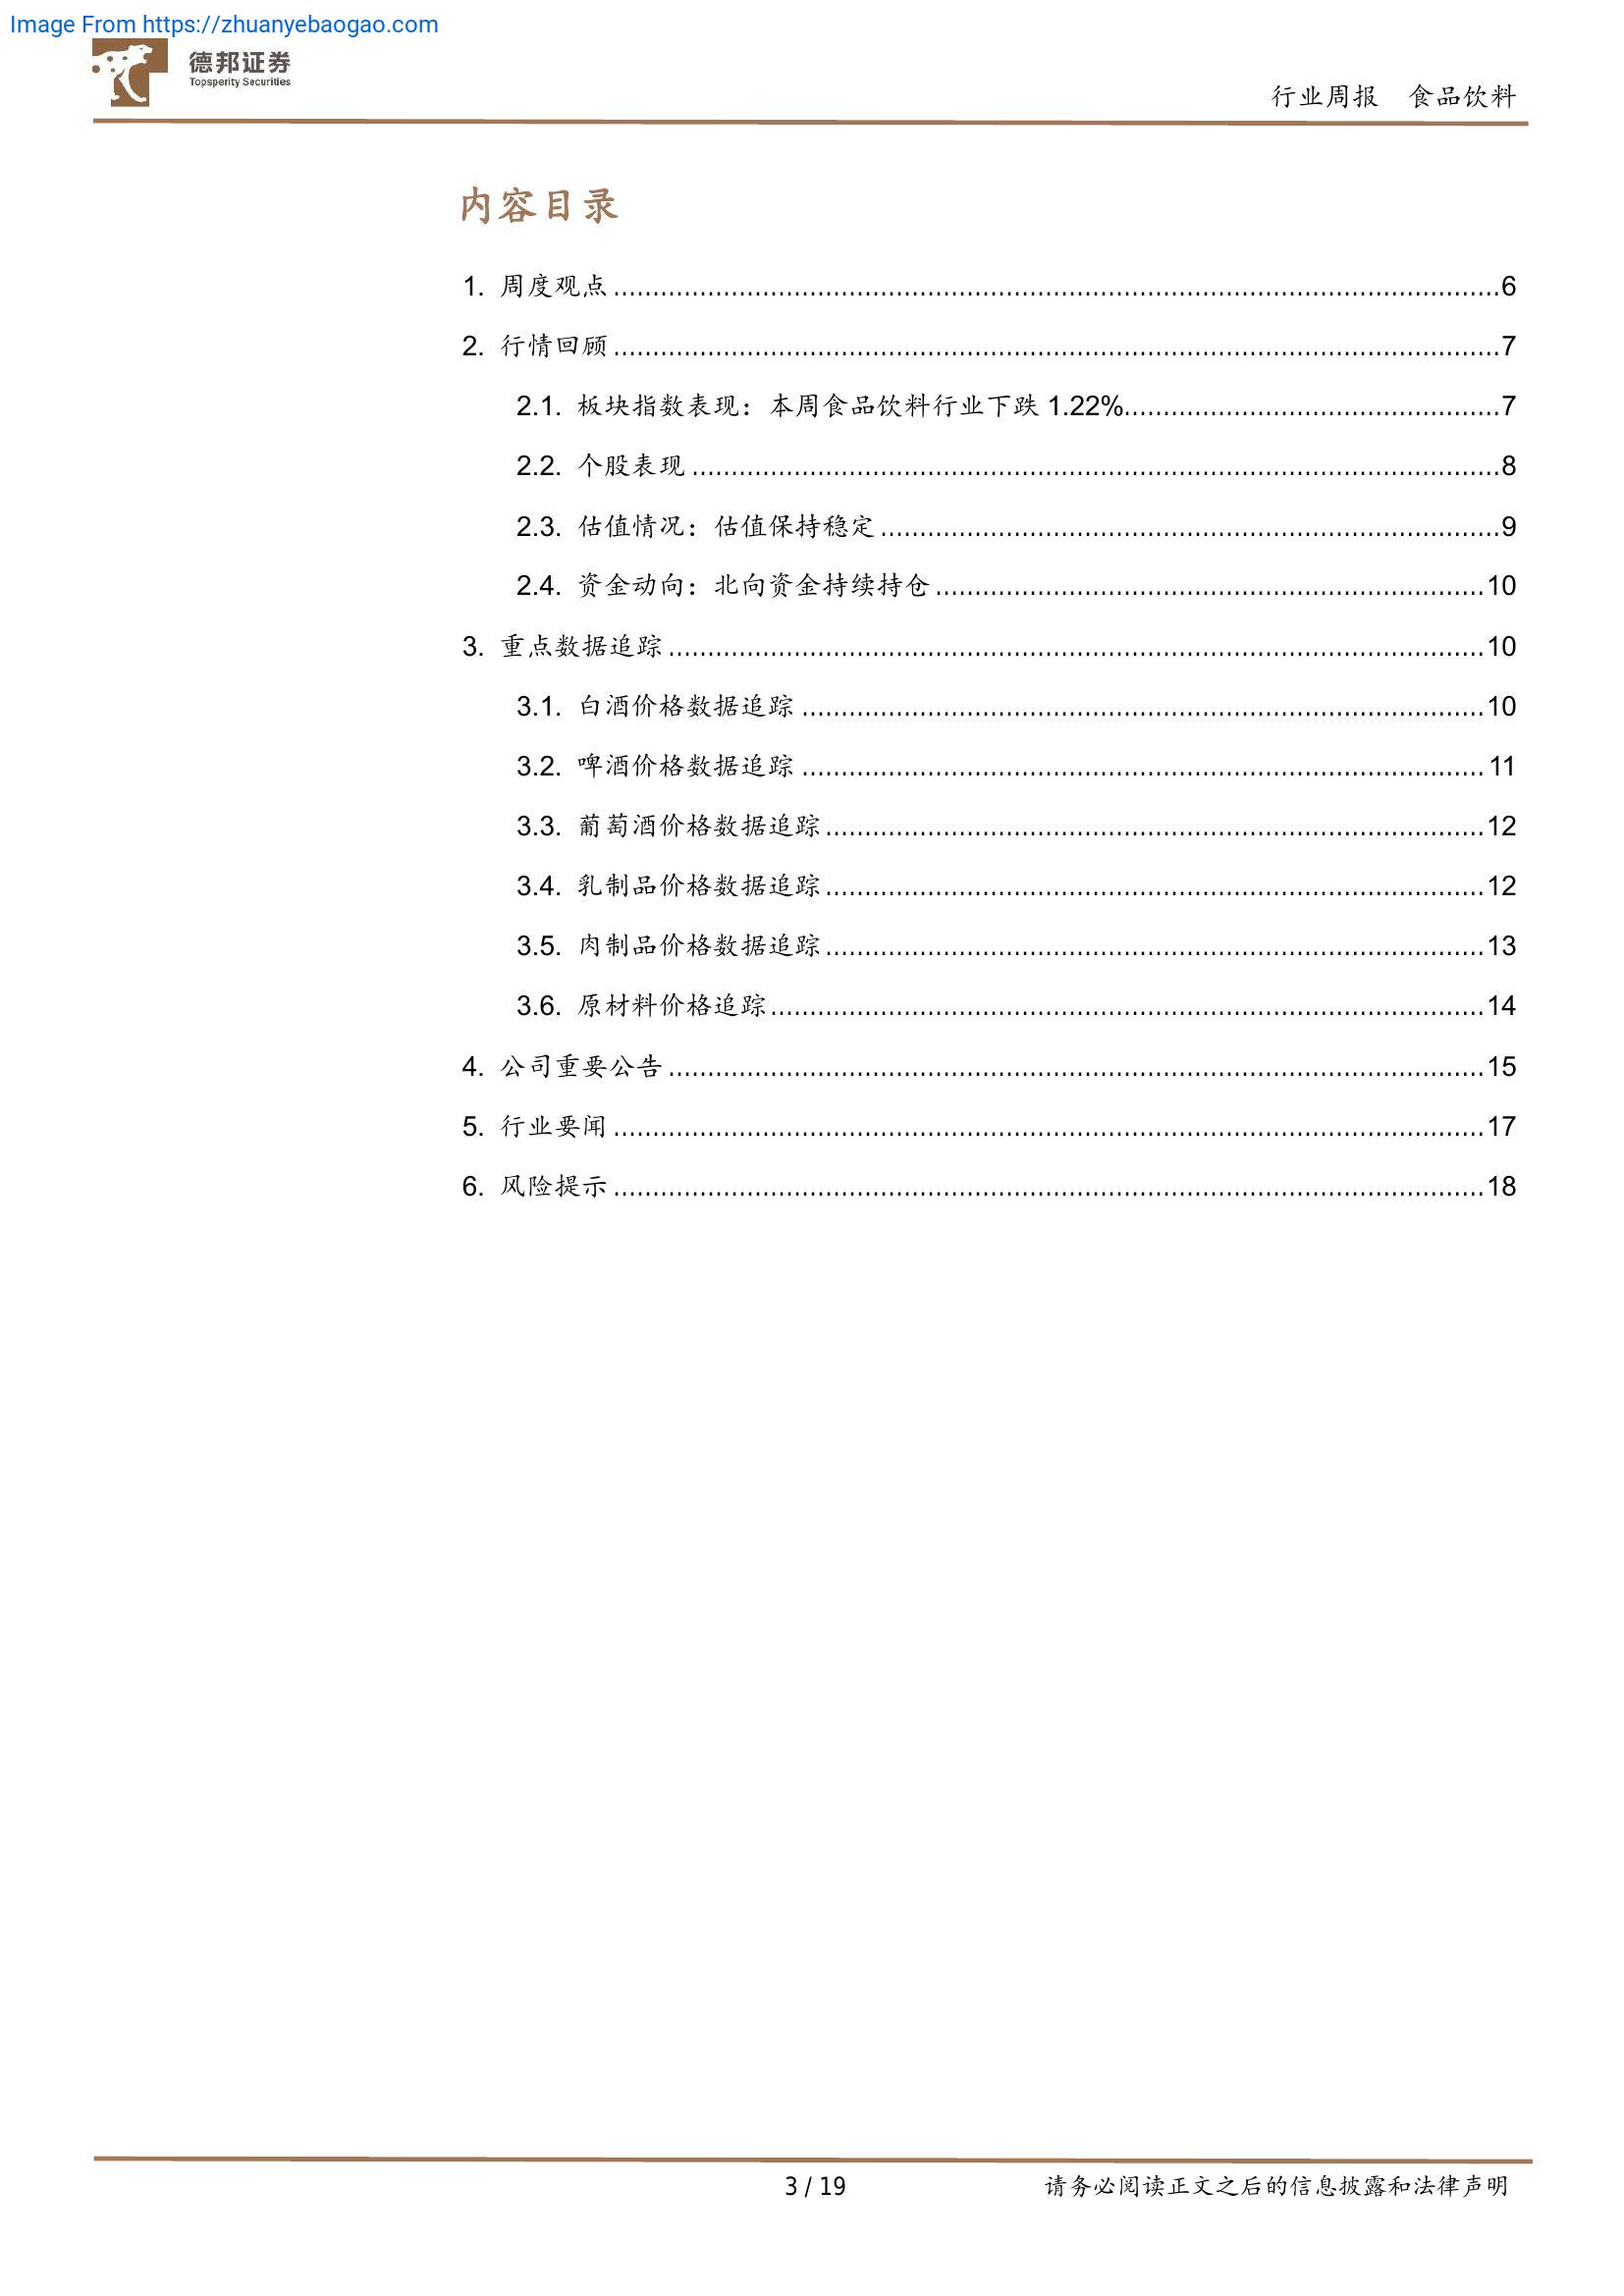 Image From https://zhuanyebaogao.com
德邦证券
Topsperity Securities
行业周报 食品饮料
内容目录
1. 周度观点................................................................................6
2. 行情回顾................................................................................7
2.1. 板块指数表现：本周食品饮料行业下跌 1.22%................................................................................7
2.2. 个股表现................................................................................8
2.3. 估值情况：估值保持稳定................................................................................9
2.4. 资金动向：北向资金持续持仓................................................................................10
3. 重点数据追踪................................................................................10
3.1. 白酒价格数据追踪................................................................................10
3.2. 啤酒价格数据追踪................................................................................11
3.3. 葡萄酒价格数据追踪................................................................................12
3.4. 乳制品价格数据追踪................................................................................12
3.5. 肉制品价格数据追踪................................................................................13
3.6. 原材料价格追踪................................................................................14
4. 公司重要公告................................................................................15
5. 行业要闻................................................................................17
6. 风险提示................................................................................18
3 / 19 请务必阅读正文之后的信息披露和法律声明